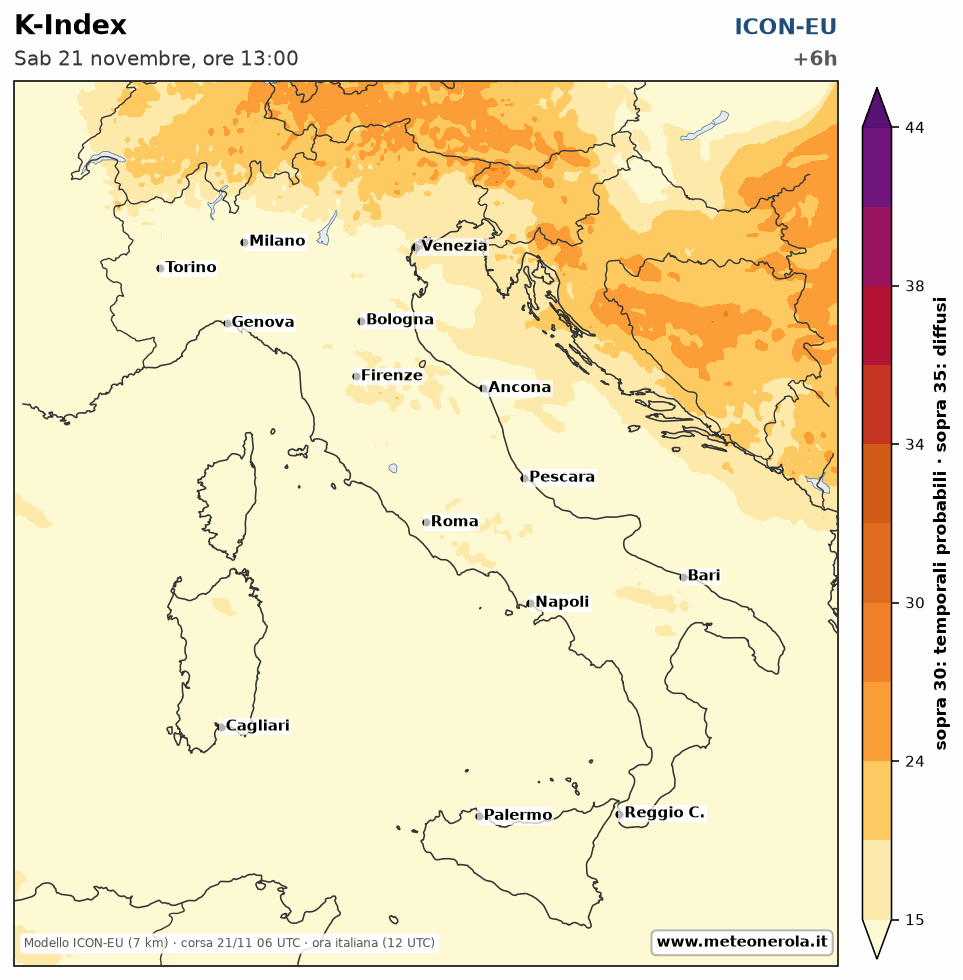 K-Index
ICON-EU
Sab 21 novembre, ore 13:00
+6h
Milano
Venezia
Torino
Genova
Bologna
Firenze
Ancona
Pescara
Roma
Bari
Napoli
Cagliari
Palermo
Reggio C.
44
38
34
30
24
15
sopra 30: temporali probabili · sopra 35: diffusi
Modello ICON-EU (7 km) · corsa 21/11 06 UTC · ora italiana (12 UTC)
www.meteonerola.it